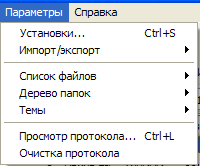 Параметры Справка
Установки... Ctrl+S
Импорт/экспорт
Список файлов
Дерево папок
Темы
Просмотр протокола... Ctrl+L
Очистка протокола